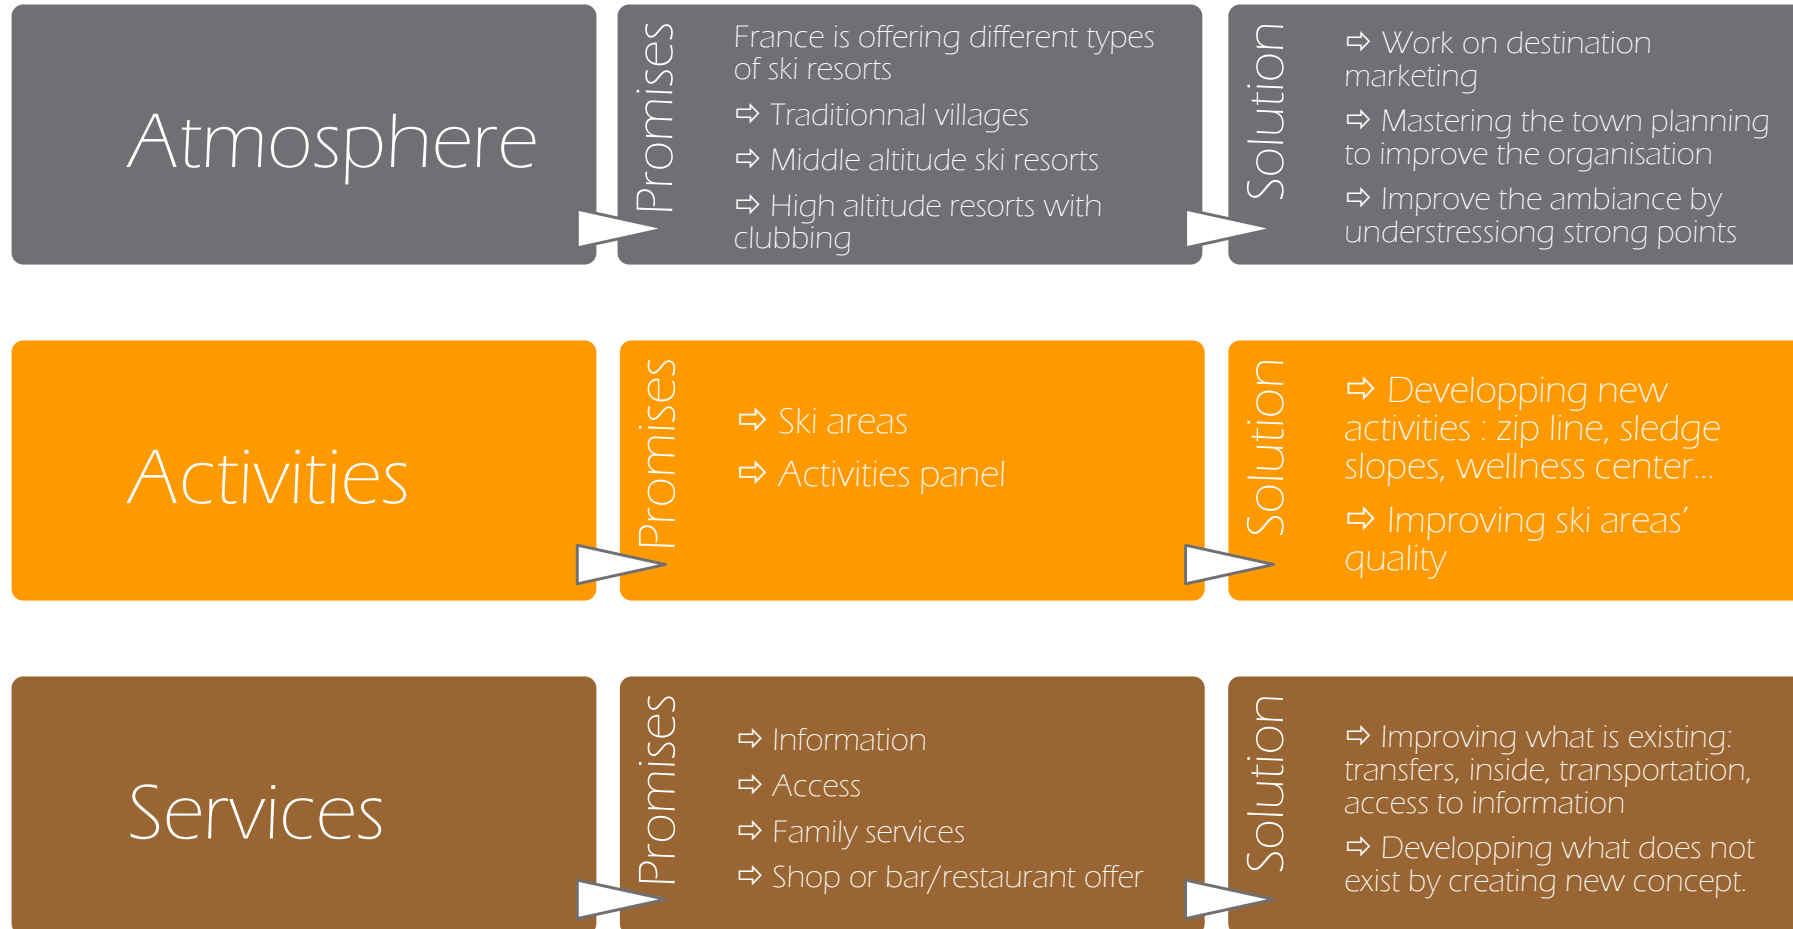 Atmosphere
Promises
France is offering different types
of ski resorts
⇨ Traditionnal villages
⇨ Middle altitude ski resorts
⇨ High altitude resorts with
clubbing
Solution
⇨ Work on destination
marketing
⇨ Mastering the town planning
to improve the organisation
⇨ Improve the ambiance by
understressiong strong points
Activities
Promises
⇨ Ski areas
⇨ Activities panel
Solution
⇨ Developping new
activities : zip line, sledge
slopes, wellness center...
⇨ Improving ski areas’
quality
Services
Promises
⇨ Information
⇨ Access
⇨ Family services
⇨ Shop or bar/restaurant offer
Solution
⇨ Improving what is existing:
transfers, inside, transportation,
access to information
⇨ Developping what does not
exist by creating new concept.